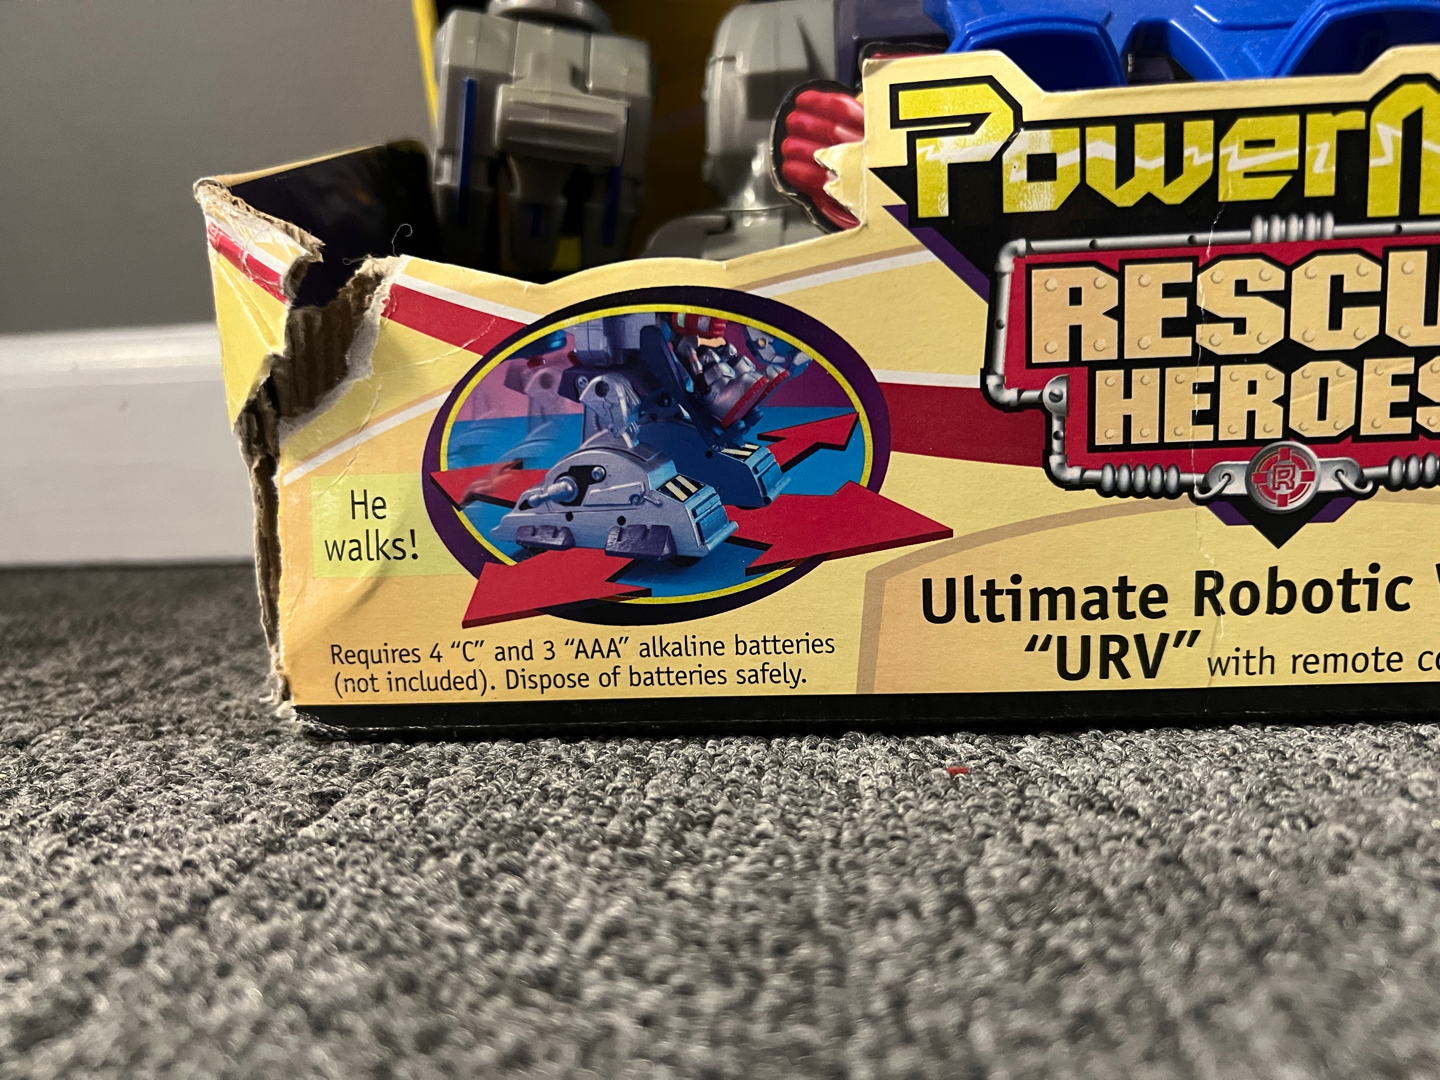 Power
RESCU
HEROES
R
He
walks!
Requires 4 “C” and 3 “AAA” alkaline batteries
(not included). Dispose of batteries safely.
Ultimate Robotic
“URV” with remote co